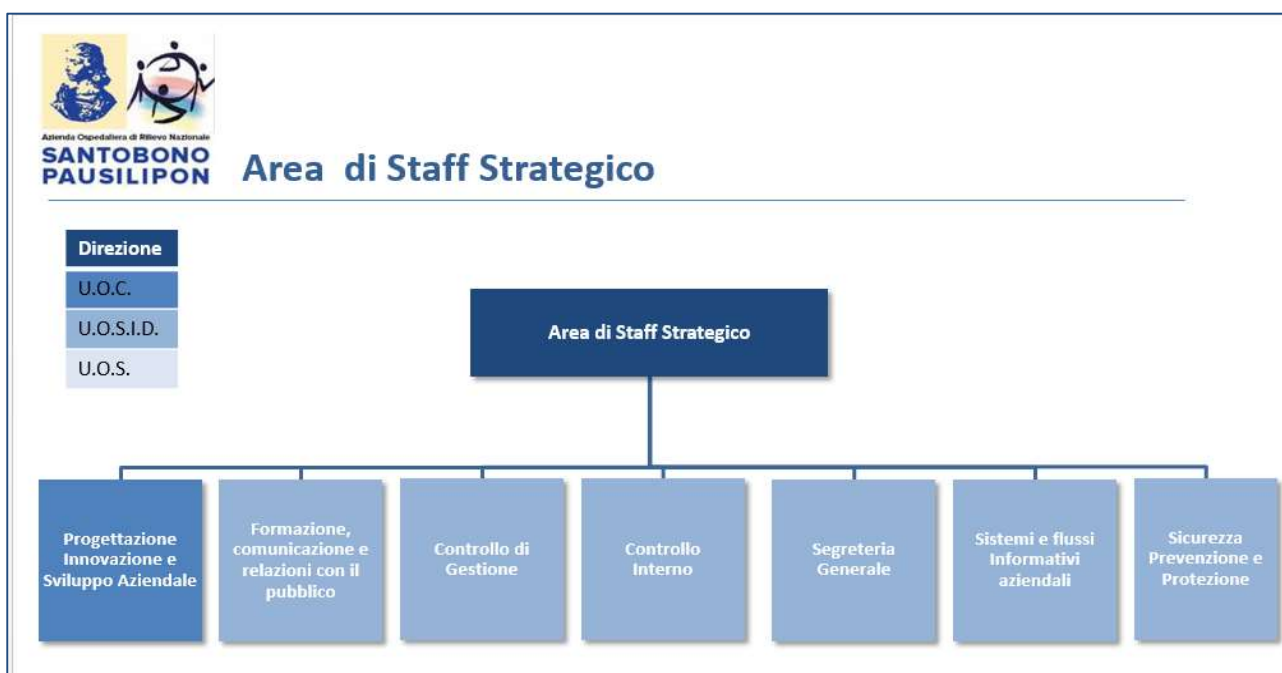 Azienda Ospedaliera di Rilievo Nazionale
SANTOBONO
PAUSILIPON
Area di Staff Strategico
Direzione
U.O.C.
U.O.S.I.D.
U.O.S.
Area di Staff Strategico
Progettazione
Innovazione e
Sviluppo Aziendale
Formazione,
comunicazione e
relazioni con il
pubblico
Controllo di
Gestione
Controllo
Interno
Segreteria
Generale
Sistemi e flussi
Informativi
aziendali
Sicurezza
Prevenzione e
Protezione